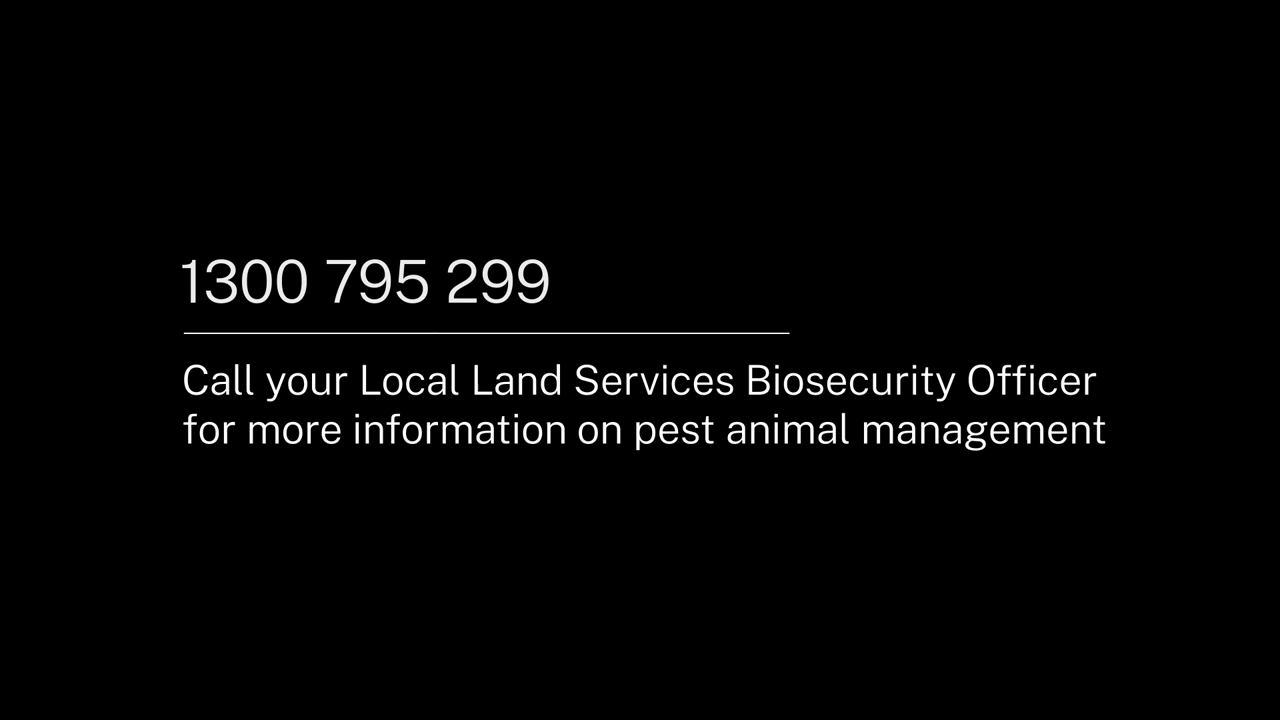 1300 795 299
Call your Local Land Services Biosecurity Officer
for more information on pest animal management